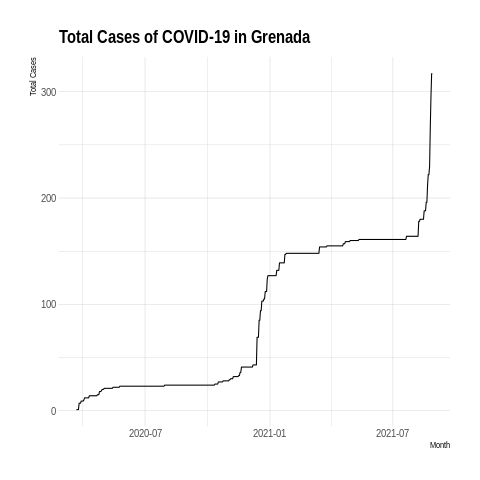 Total Cases of COVID-19 in Grenada
Total Cases
300
200
100
0
2020-07
2021-01
2021-07
Month